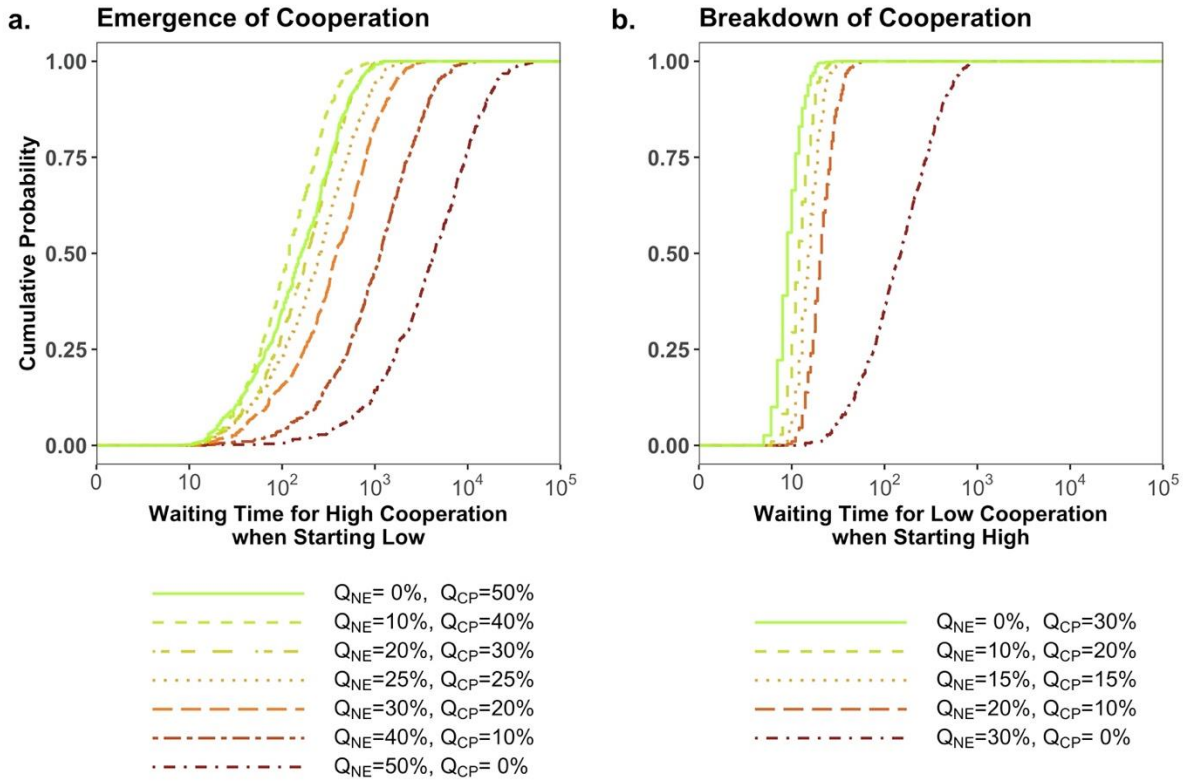 a. Emergence of Cooperation
1.00
0.75
0.50
0.25
0.00
Cumulative Probability
0 10 10² 10³ 10⁴ 10⁵
Waiting Time for High Cooperation
when Starting Low
Q_NE= 0%, Q_CP=50%
Q_NE=10%, Q_CP=40%
Q_NE=20%, Q_CP=30%
Q_NE=25%, Q_CP=25%
Q_NE=30%, Q_CP=20%
Q_NE=40%, Q_CP=10%
Q_NE=50%, Q_CP= 0%
b. Breakdown of Cooperation
1.00
0.75
0.50
0.25
0.00
0 10 10² 10³ 10⁴ 10⁵
Waiting Time for Low Cooperation
when Starting High
Q_NE= 0%, Q_CP=30%
Q_NE=10%, Q_CP=20%
Q_NE=15%, Q_CP=15%
Q_NE=20%, Q_CP=10%
Q_NE=30%, Q_CP= 0%